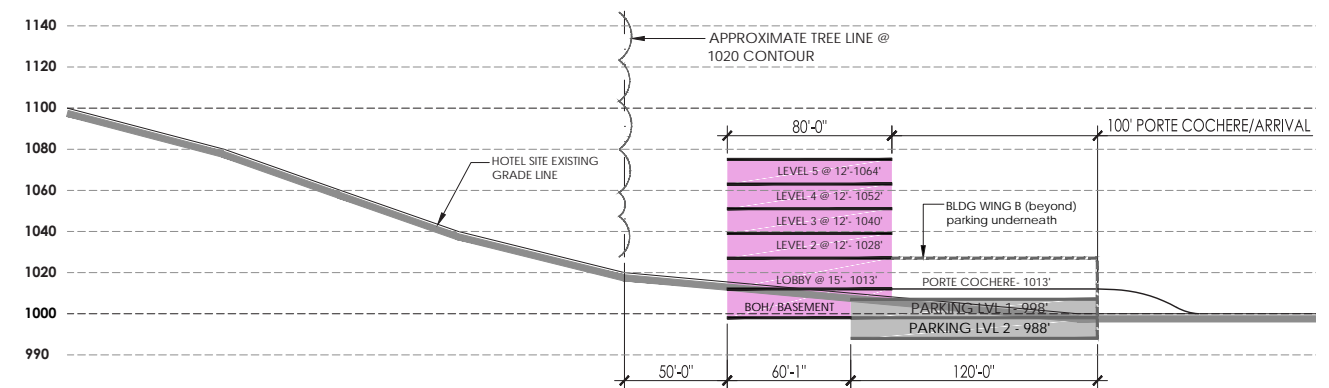 1140
1120
1100
1080
1060
1040
1020
1000
990
APPROXIMATE TREE LINE @
1020 CONTOUR
HOTEL SITE EXISTING
GRADE LINE
80'-0"
100' PORTE COCHERE/ARRIVAL
LEVEL 5 @ 12'-1064'
LEVEL 4 @ 12'-1052'
LEVEL 3 @ 12'-1040'
LEVEL 2 @ 12'-1028'
LOBBY @ 15'- 1013'
BOH/ BASEMENT
BLDG WING B (beyond)
parking underneath
PORTE COCHERE- 1013'
PARKING LVL 1- 998'
PARKING LVL 2 - 988'
50'-0"
60'-1"
120'-0"